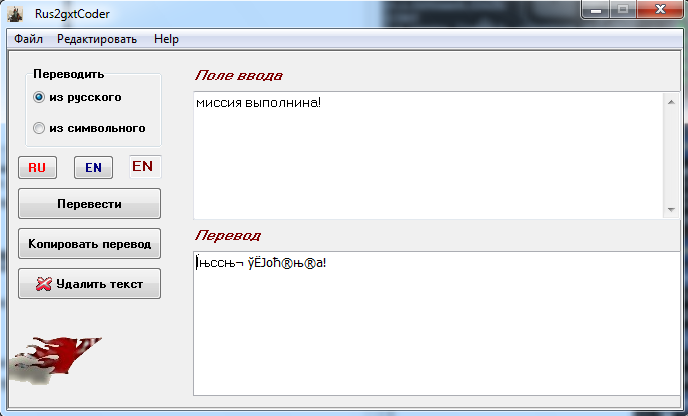 Rus2gxtCoder
Файл Редактировать Help
Переводить
из русского
из символьного
RU EN EN
Перевести
Копировать перевод
Удалить текст
Поле ввода
миссия выполнина!
Перевод
Їњссњ¬ ўЁЈоћ®њ®а!